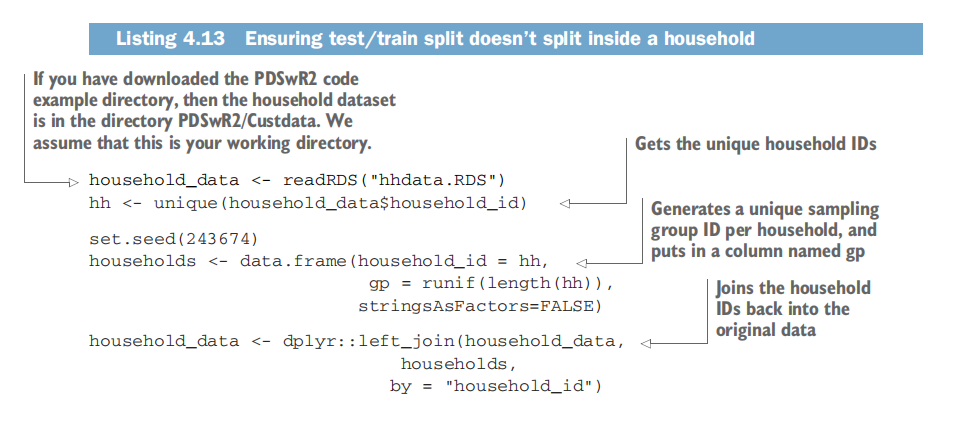 Listing 4.13 Ensuring test/train split doesn't split inside a household
If you have downloaded the PDSwR2 code
example directory, then the household dataset
is in the directory PDSwR2/Custdata. We
assume that this is your working directory.
Gets the unique household IDs
household_data <- readRDS("hhdata.RDS")
hh <- unique(household_data$household_id)
Generates a unique sampling
group ID per household, and
puts in a column named gp
set.seed(243674)
households <- data.frame(household_id = hh,
gp = runif(length(hh)),
stringsAsFactors=FALSE)
Joins the household
IDs back into the
original data
household_data <- dplyr::left_join(household_data,
households,
by = "household_id")